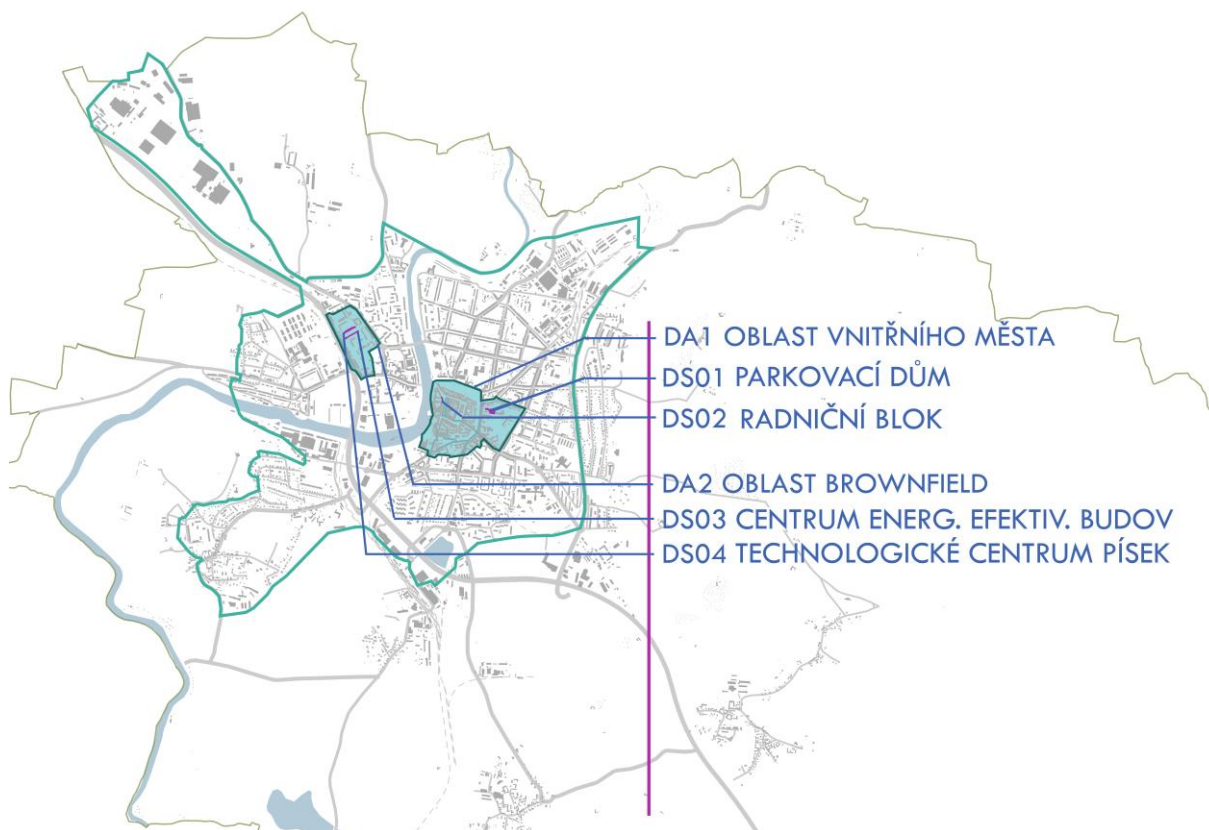 DA1 OBLAST VNITŘNÍHO MĚSTA
DS01 PARKOVACÍ DŮM
DS02 RADNIČNÍ BLOK
DA2 OBLAST BROWNFIELD
DS03 CENTRUM ENERG. EFEKTIV. BUDOV
DS04 TECHNOLOGICKÉ CENTRUM PÍSEK